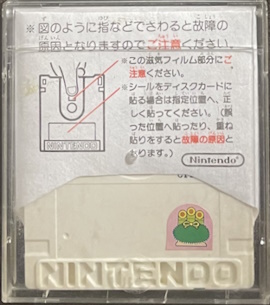 ※図のように指などでさわると故障の
原因となりますのでご注意ください。
※この磁気フィルム部分にご
注意ください。
※シールをディスクカードに
貼る場合は指定位置へ、正
しく貼ってください。(誤
った位置へ貼ったり、重ね
貼りをすると故障の原因と
なります。)
NINTENDO
Nintendo
NINTENDO